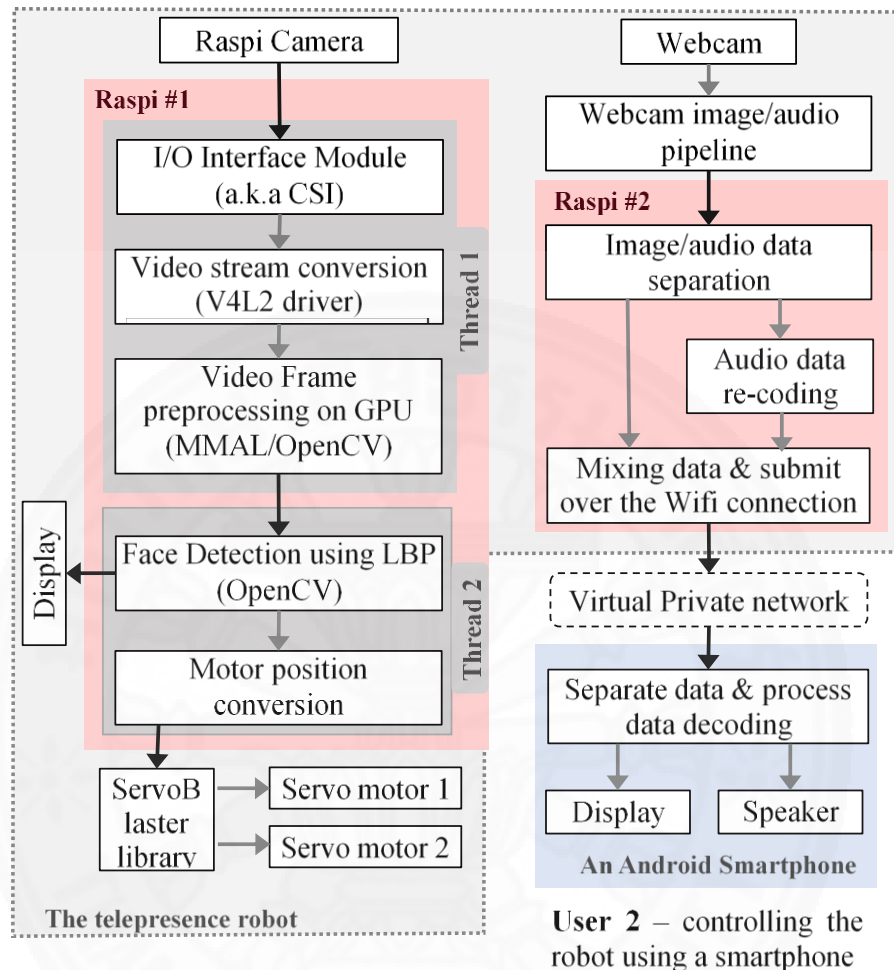 Raspi Camera
Raspi #1
I/O Interface Module
(a.k.a CSI)
Video stream conversion
(V4L2 driver)
Thread 1
Video Frame
preprocessing on GPU
(MMAL/OpenCV)
Face Detection using LBP
(OpenCV)
Display
Thread 2
Motor position
conversion
ServoB
laster
library
Servo motor 1
Servo motor 2
The telepresence robot
Webcam
Webcam image/audio
pipeline
Raspi #2
Image/audio data
separation
Audio data
re-coding
Mixing data & submit
over the Wifi connection
Virtual Private network
Separate data & process
data decoding
Display
Speaker
An Android Smartphone
User 2 – controlling the
robot using a smartphone